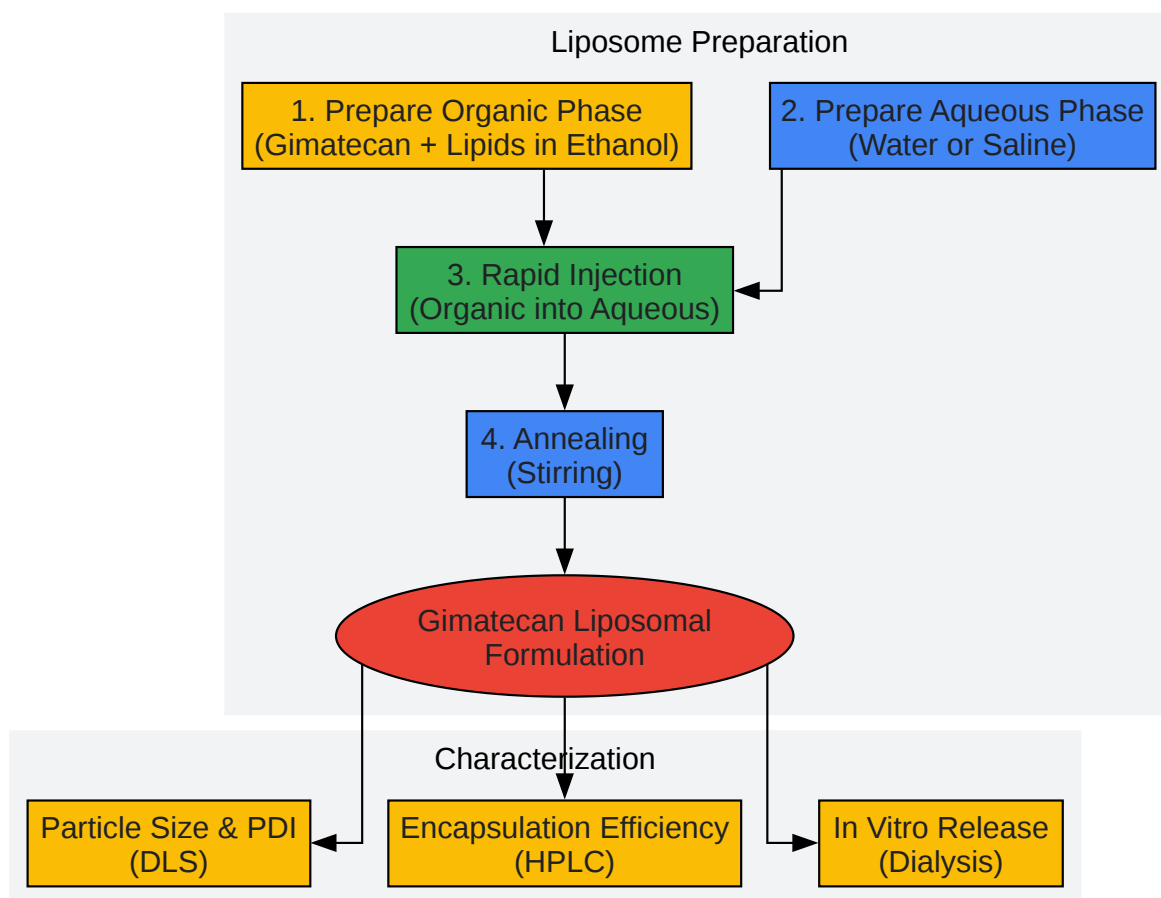 Liposome Preparation
1. Prepare Organic Phase
(Gimatecan + Lipids in Ethanol)
2. Prepare Aqueous Phase
(Water or Saline)
3. Rapid Injection
(Organic into Aqueous)
4. Annealing
(Stirring)
Gimatecan Liposomal
Formulation
Characterization
Particle Size & PDI
(DLS)
Encapsulation Efficiency
(HPLC)
In Vitro Release
(Dialysis)